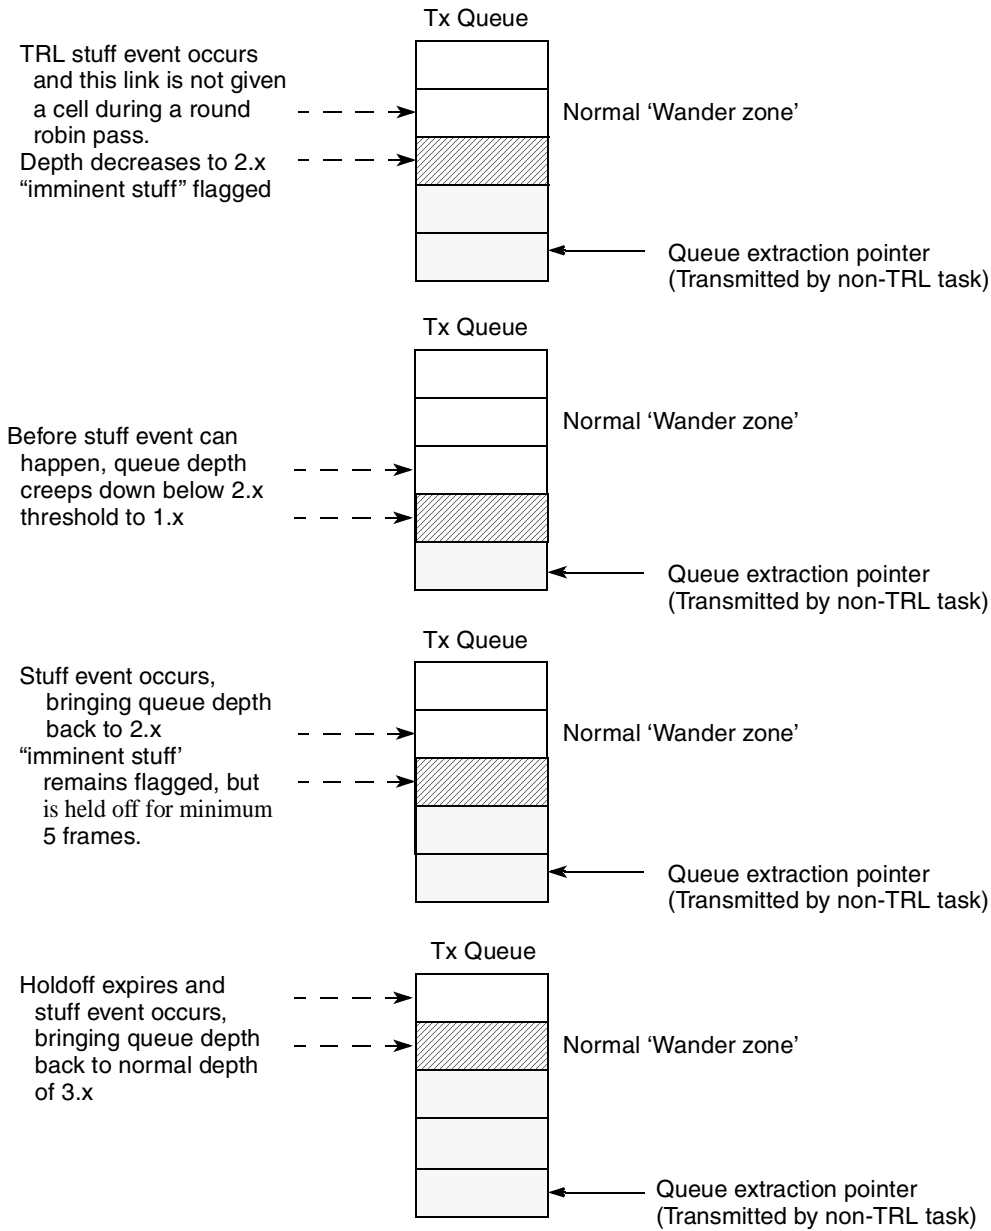 Tx Queue
TRL stuff event occurs
and this link is not given
a cell during a round
robin pass.
Depth decreases to 2.x
“imminent stuff” flagged
Normal ‘Wander zone’
Queue extraction pointer
(Transmitted by non-TRL task)
Tx Queue
Before stuff event can
happen, queue depth
creeps down below 2.x
threshold to 1.x
Normal ‘Wander zone’
Queue extraction pointer
(Transmitted by non-TRL task)
Tx Queue
Stuff event occurs,
bringing queue depth
back to 2.x
“imminent stuff’
remains flagged, but
is held off for minimum
5 frames.
Normal ‘Wander zone’
Queue extraction pointer
(Transmitted by non-TRL task)
Tx Queue
Holdoff expires and
stuff event occurs,
bringing queue depth
back to normal depth
of 3.x
Normal ‘Wander zone’
Queue extraction pointer
(Transmitted by non-TRL task)